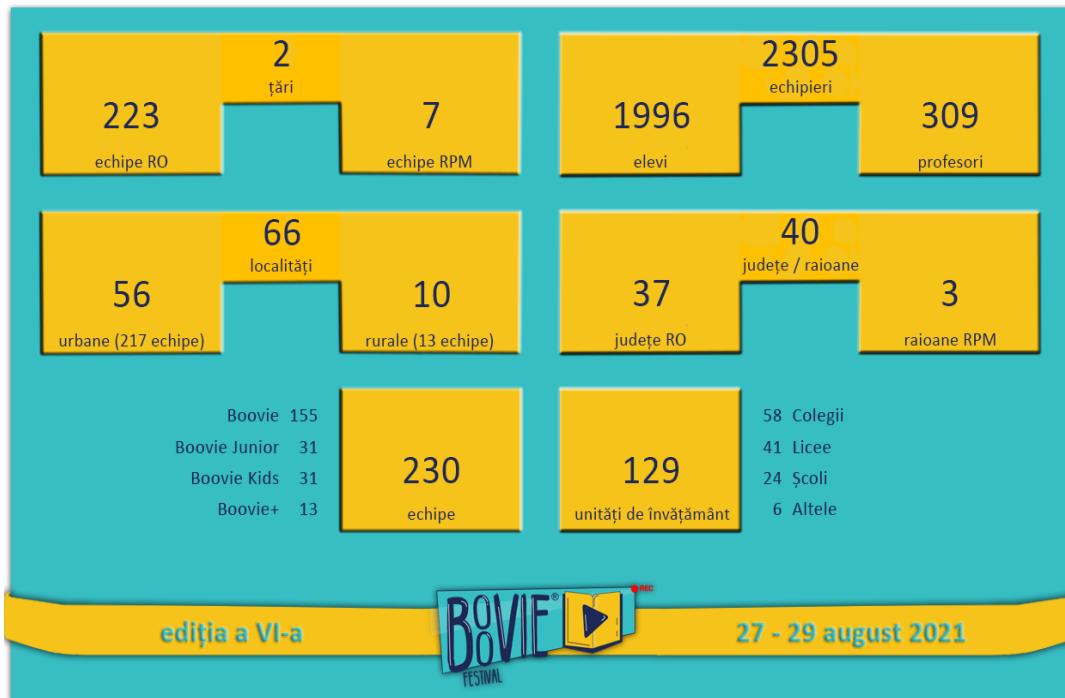 2
țări
223
echipe RO
7
echipe RPM
2305
echipieri
1996
elevi
309
profesori
66
localități
56
urbane (217 echipe)
10
rurale (13 echipe)
40
județe / raioane
37
județe RO
3
raioane RPM
Boovie 155
Boovie Junior 31
Boovie Kids 31
Boovie+ 13
230
echipe
129
unități de învățământ
58 Colegii
41 Licee
24 Școli
6 Altele
ediția a VI-a
REC
BOOVIE®
FESTIVAL
27 - 29 august 2021